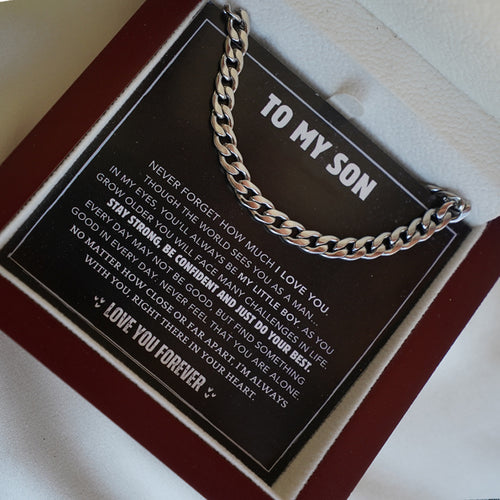 TO MY SON
NEVER FORGET HOW MUCH I LOVE YOU.
THOUGH THE WORLD SEES YOU AS A MAN...
IN MY EYES, YOU'LL ALWAYS BE MY LITTLE BOY. AS YOU
GROW OLDER YOU WILL FACE MANY CHALLENGES IN LIFE.
STAY STRONG, BE CONFIDENT AND JUST DO YOUR BEST.
EVERY DAY MAY NOT BE GOOD, BUT FIND SOMETHING
GOOD IN EVERY DAY. NEVER FEEL THAT YOU ARE ALONE.
NO MATTER HOW CLOSE OR FAR APART, I'M ALWAYS
WITH YOU, RIGHT THERE IN YOUR HEART.
LOVE YOU FOREVER